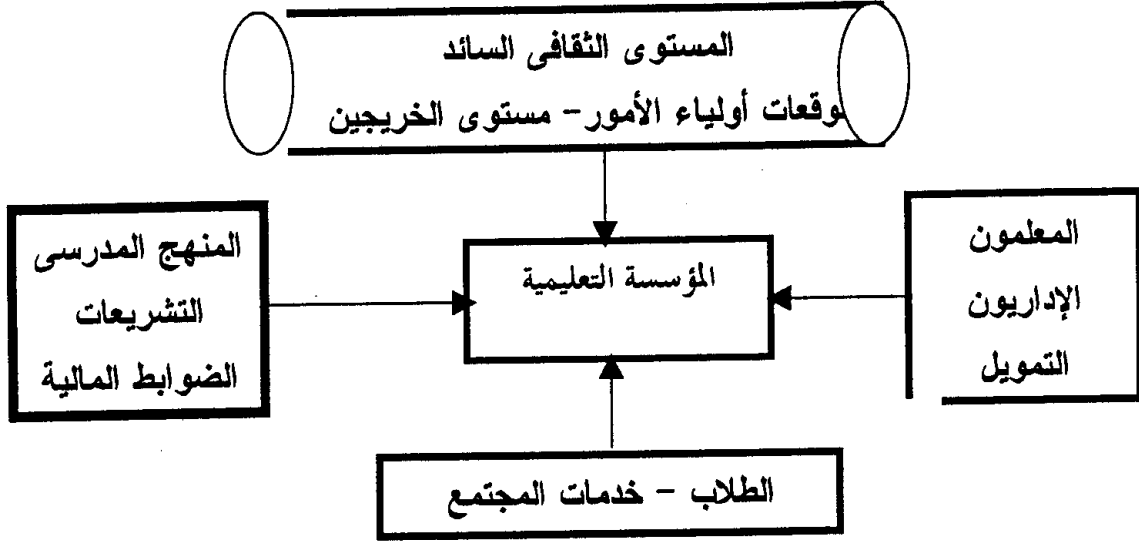 المستوى الثقافى السائد
وقعات أولياء الأمور - مستوى الخريجين
المعلمون
الإداريون
التمويل
المؤسسة التعليمية
المنهج المدرسى
التشريعات
الضوابط المالية
الطلاب - خدمات المجتمع